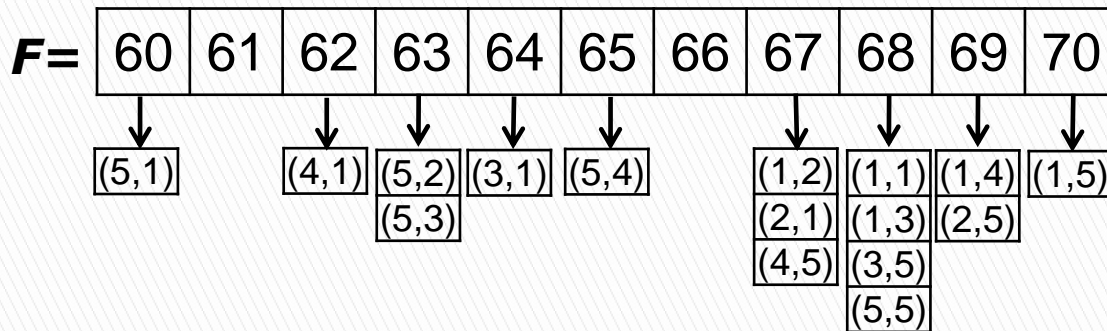 F= 60 61 62 63 64 65 66 67 68 69 70
(5,1) (4,1) (5,2) (3,1) (5,4) (1,2) (1,1) (1,4) (1,5)
(5,3) (2,1) (1,3) (2,5)
(4,5) (3,5)
(5,5)